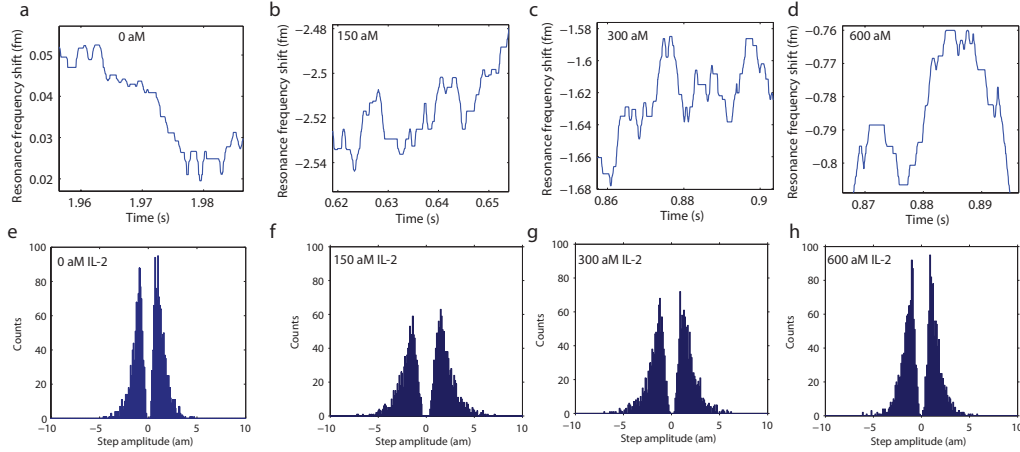 a
0 aM
Resonance frequency shift (fm)
0.05
0.04
0.03
0.02
1.96
1.97
1.98
Time (s)
b
150 aM
Resonance frequency shift (fm)
−2.48
−2.5
−2.52
−2.54
0.62
0.63
0.64
0.65
Time (s)
c
300 aM
Resonance frequency shift (fm)
−1.58
−1.6
−1.62
−1.64
−1.66
−1.68
0.86
0.88
0.9
Time (s)
d
600 aM
Resonance frequency shift (fm)
−0.76
−0.77
−0.78
−0.79
−0.8
0.87
0.88
0.89
Time (s)
e
0 aM IL-2
Counts
100
80
60
40
20
0
−10
−5
0
5
10
Step amplitude (am)
f
150 aM IL-2
Counts
100
80
60
40
20
0
−10
−5
0
5
10
Step amplitude (am)
g
300 aM IL-2
Counts
100
80
60
40
20
0
−10
−5
0
5
10
Step amplitude (am)
h
600 aM IL-2
Counts
100
80
60
40
20
0
−10
−5
0
5
10
Step amplitude (am)